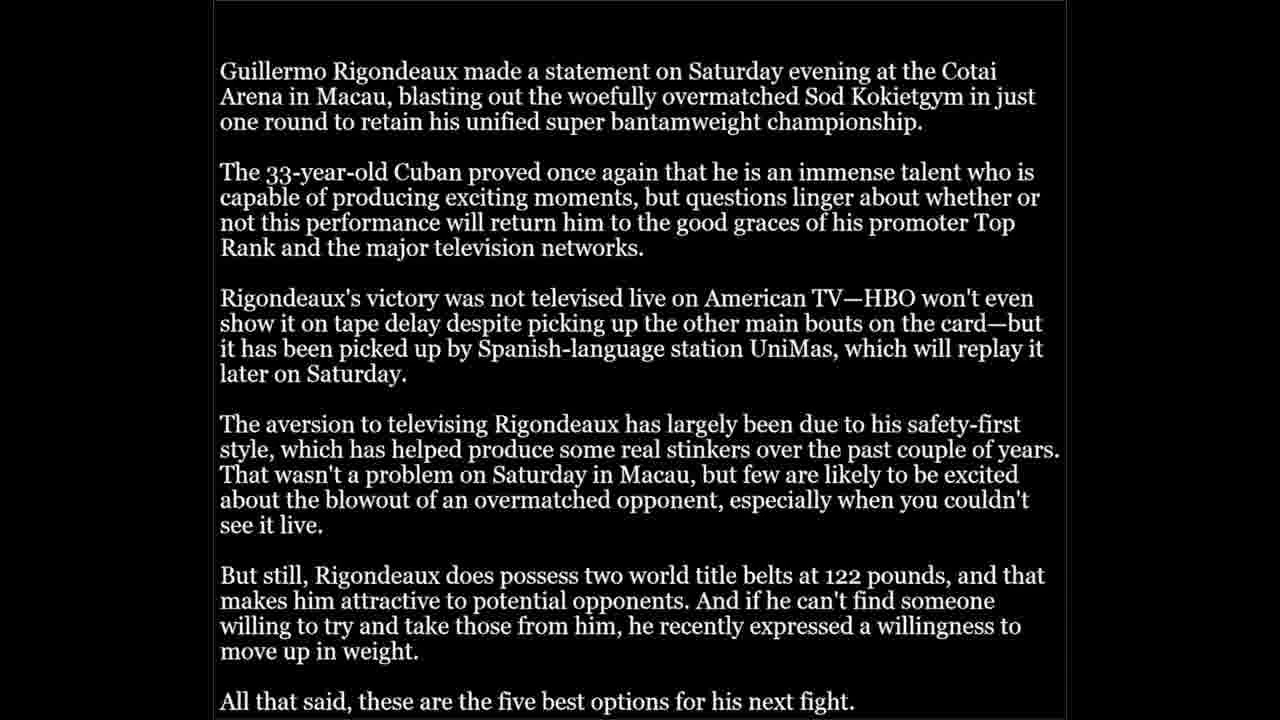 Guillermo Rigondeaux made a statement on Saturday evening at the Cotai
Arena in Macau, blasting out the woefully overmatched Sod Kokietgym in just
one round to retain his unified super bantamweight championship.
The 33-year-old Cuban proved once again that he is an immense talent who is
capable of producing exciting moments, but questions linger about whether or
not this performance will return him to the good graces of his promoter Top
Rank and the major television networks.
Rigondeaux's victory was not televised live on American TV—HBO won't even
show it on tape delay despite picking up the other main bouts on the card—but
it has been picked up by Spanish-language station UniMas, which will replay it
later on Saturday.
The aversion to televising Rigondeaux has largely been due to his safety-first
style, which has helped produce some real stinkers over the past couple of years.
That wasn't a problem on Saturday in Macau, but few are likely to be excited
about the blowout of an overmatched opponent, especially when you couldn't
see it live.
But still, Rigondeaux does possess two world title belts at 122 pounds, and that
makes him attractive to potential opponents. And if he can't find someone
willing to try and take those from him, he recently expressed a willingness to
move up in weight.
All that said, these are the five best options for his next fight.